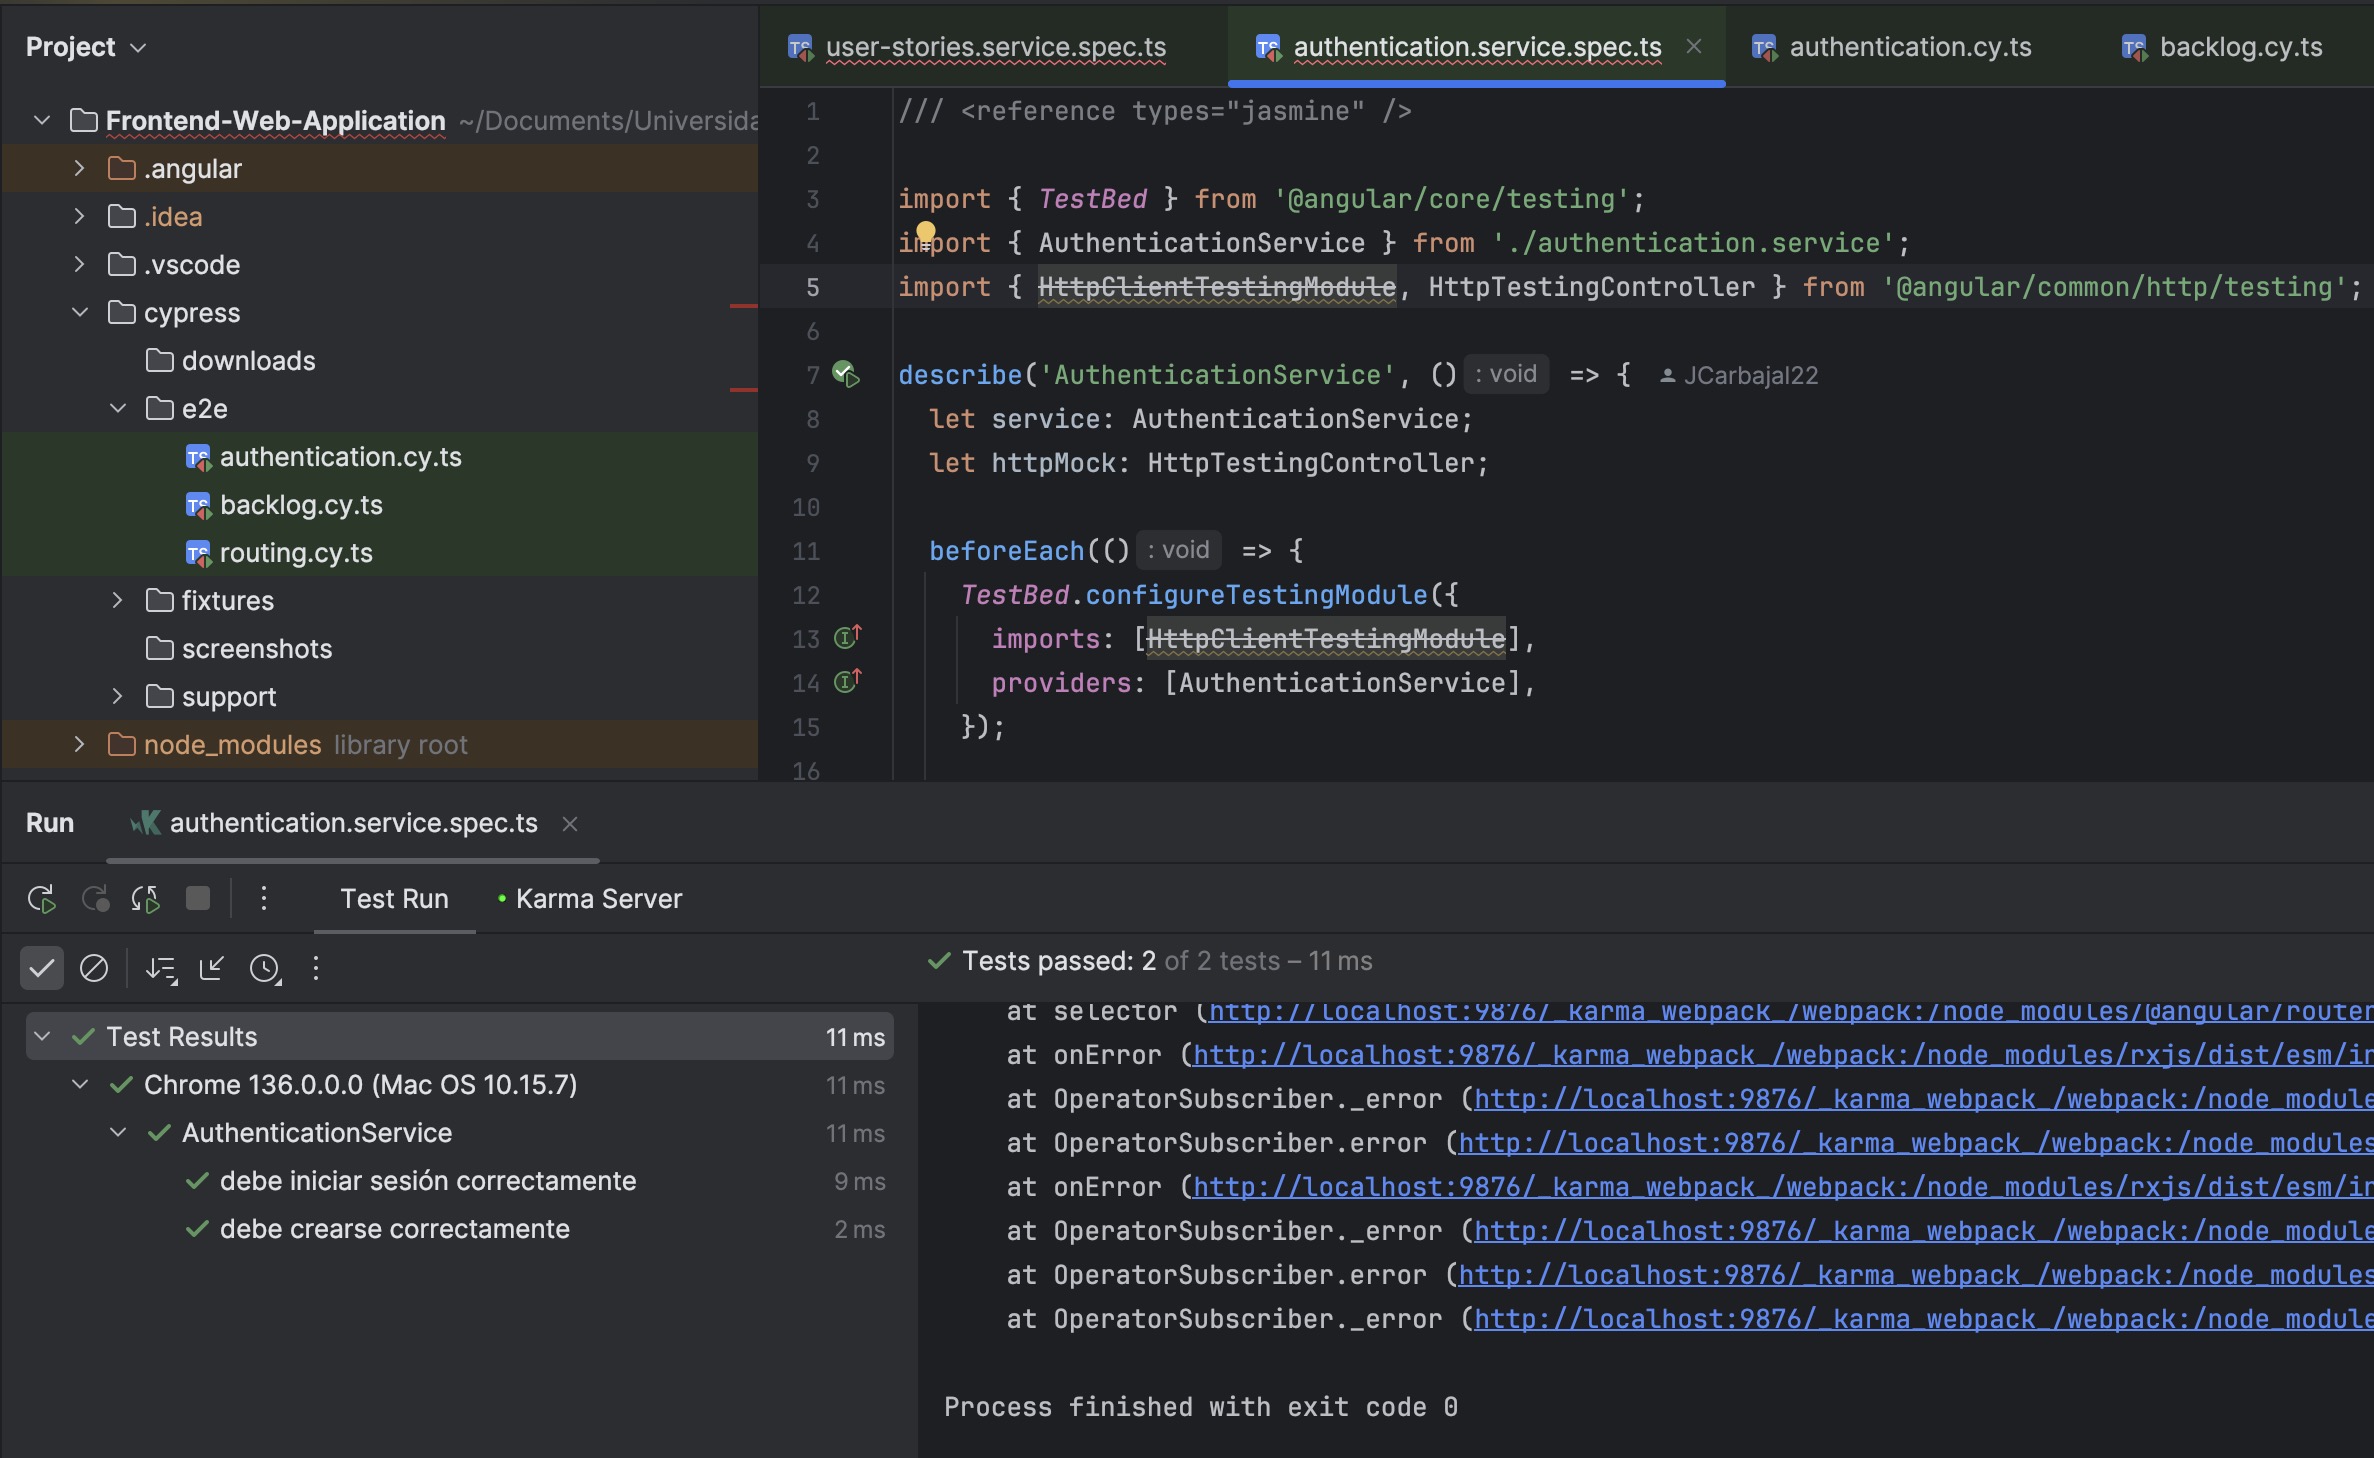 Project
Frontend-Web-Application ~/Documents/Universida
.angular
.idea
.vscode
cypress
downloads
e2e
authentication.cy.ts
backlog.cy.ts
routing.cy.ts
fixtures
screenshots
support
node_modules library root
user-stories.service.spec.ts
authentication.service.spec.ts
authentication.cy.ts
backlog.cy.ts
1 /// <reference types="jasmine" />
2
3 import { TestBed } from '@angular/core/testing';
4 import { AuthenticationService } from './authentication.service';
5 import { HttpClientTestingModule, HttpTestingController } from '@angular/common/http/testing';
6
7 describe('AuthenticationService', () : void => { JCarbajal22
8 let service: AuthenticationService;
9 let httpMock: HttpTestingController;
10
11 beforeEach(() : void => {
12 TestBed.configureTestingModule({
13 imports: [HttpClientTestingModule],
14 providers: [AuthenticationService],
15 });
16
Run authentication.service.spec.ts
Test Run Karma Server
Tests passed: 2 of 2 tests – 11 ms
Test Results 11 ms
Chrome 136.0.0.0 (Mac OS 10.15.7) 11 ms
AuthenticationService 11 ms
debe iniciar sesión correctamente 9 ms
debe crearse correctamente 2 ms
at selector (http://localhost:9876/_karma_webpack_/webpack:/node_modules/@angular/router
at onError (http://localhost:9876/_karma_webpack_/webpack:/node_modules/rxjs/dist/esm/in
at OperatorSubscriber._error (http://localhost:9876/_karma_webpack_/webpack:/node_module
at OperatorSubscriber.error (http://localhost:9876/_karma_webpack_/webpack:/node_modules
at onError (http://localhost:9876/_karma_webpack_/webpack:/node_modules/rxjs/dist/esm/in
at OperatorSubscriber._error (http://localhost:9876/_karma_webpack_/webpack:/node_module
at OperatorSubscriber.error (http://localhost:9876/_karma_webpack_/webpack:/node_modules
at OperatorSubscriber._error (http://localhost:9876/_karma_webpack_/webpack:/node_module
Process finished with exit code 0